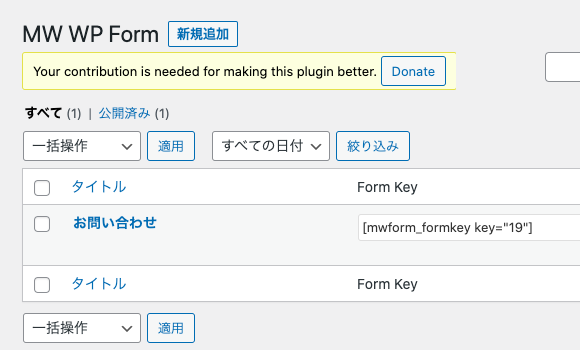 MW WP Form 新規追加
Your contribution is needed for making this plugin better. Donate
すべて (1) | 公開済み (1)
一括操作 適用 すべての日付 絞り込み
タイトル Form Key
お問い合わせ [mwform_formkey key="19"]
タイトル Form Key
一括操作 適用